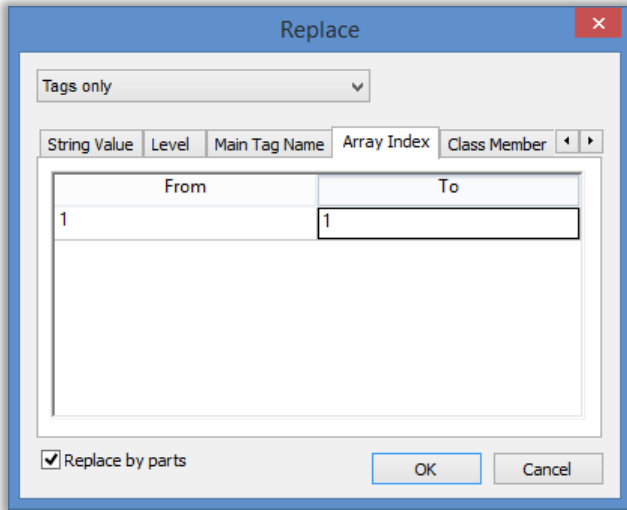 Replace
Tags only
String Value Level Main Tag Name Array Index Class Member
From To
1 1
Replace by parts OK Cancel